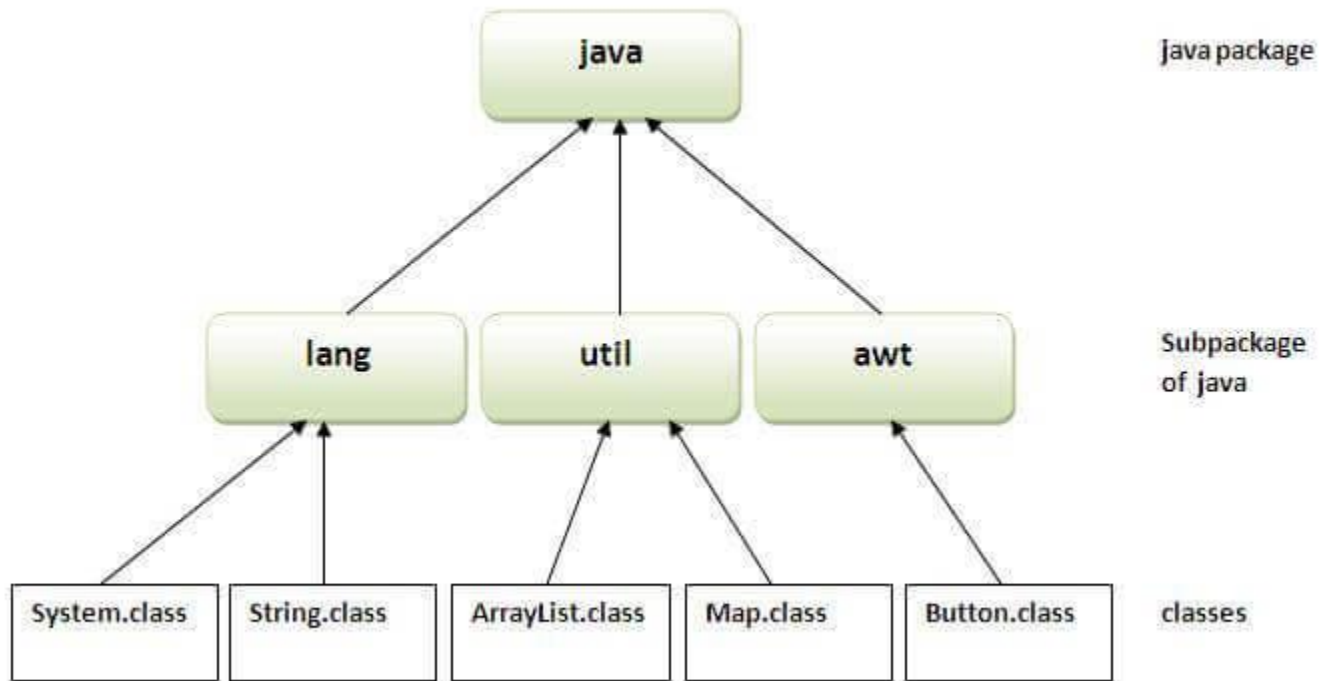 java
java package
lang
util
awt
Subpackage
of java
System.class
String.class
ArrayList.class
Map.class
Button.class
classes